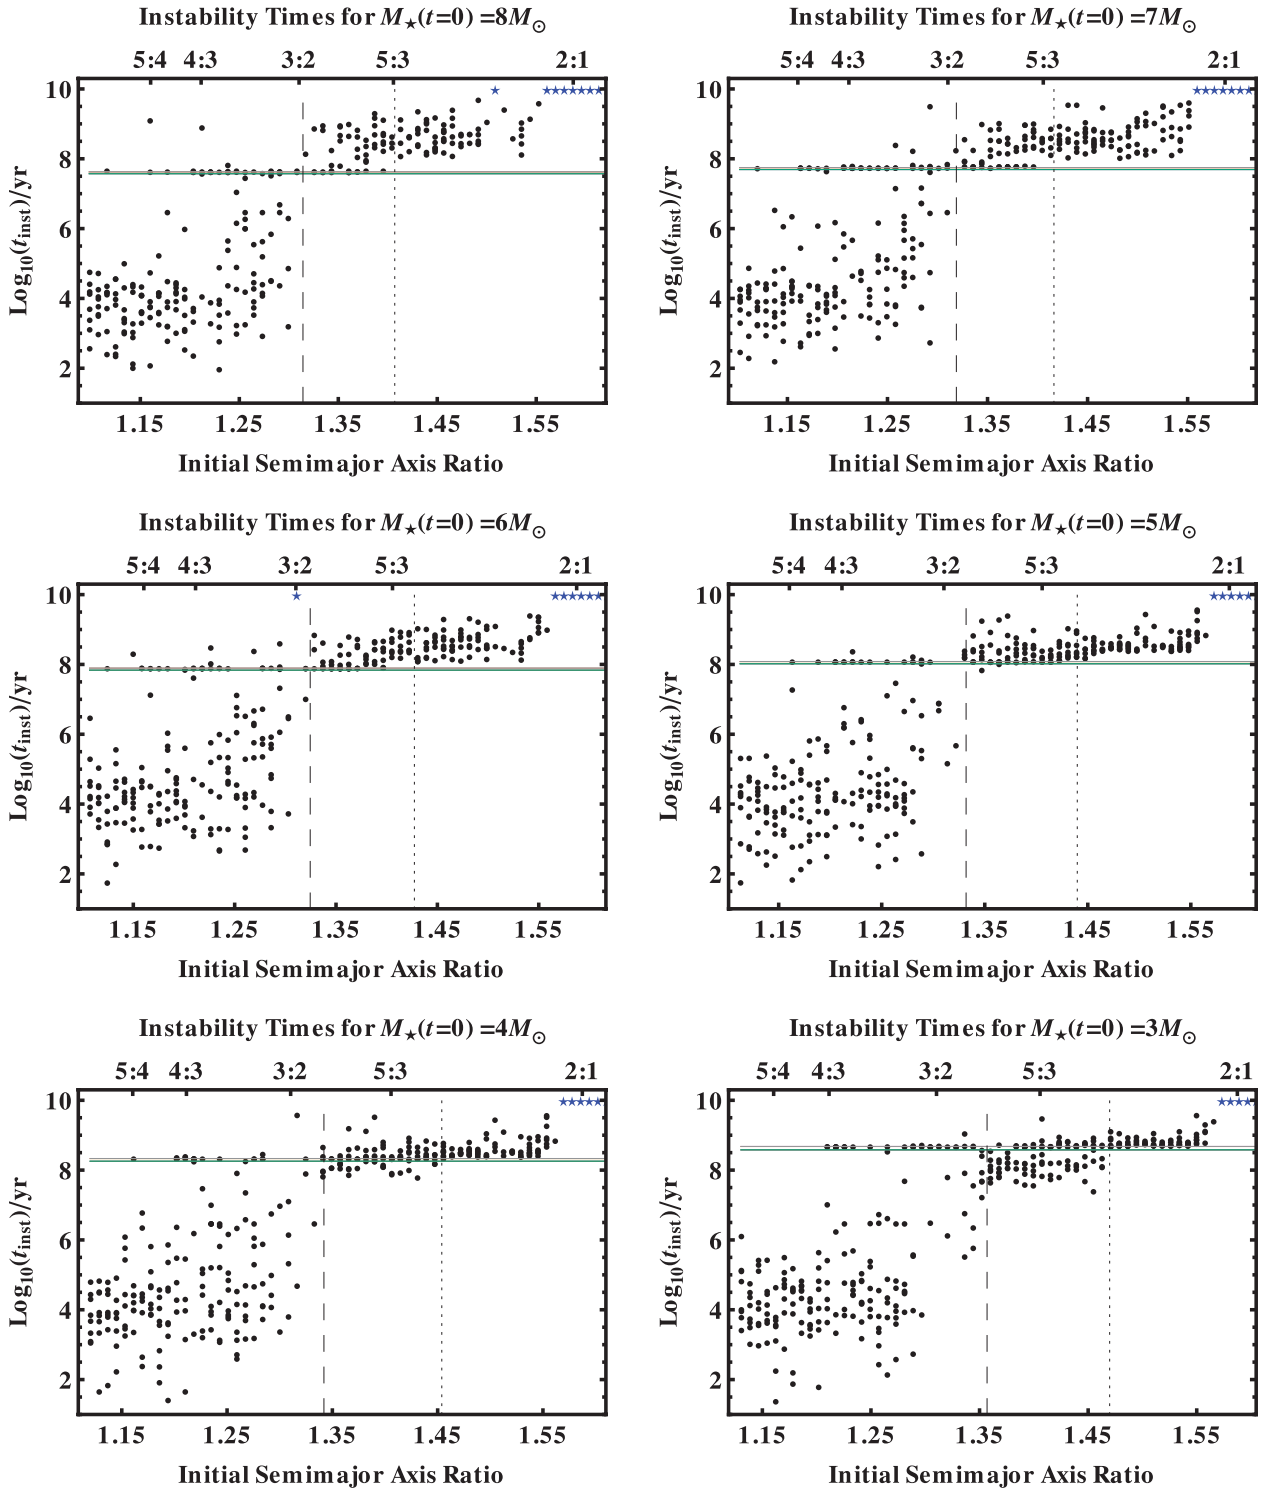 Instability Times for M★(t=0) =8M⊙
5:4 4:3 3:2 5:3 2:1
10
8
6
4
2
Log10(tinst)/yr
1.15 1.25 1.35 1.45 1.55
Initial Semimajor Axis Ratio
Instability Times for M★(t=0) =7M⊙
5:4 4:3 3:2 5:3 2:1
10
8
6
4
2
Log10(tinst)/yr
1.15 1.25 1.35 1.45 1.55
Initial Semimajor Axis Ratio
Instability Times for M★(t=0) =6M⊙
5:4 4:3 3:2 5:3 2:1
10
8
6
4
2
Log10(tinst)/yr
1.15 1.25 1.35 1.45 1.55
Initial Semimajor Axis Ratio
Instability Times for M★(t=0) =5M⊙
5:4 4:3 3:2 5:3 2:1
10
8
6
4
2
Log10(tinst)/yr
1.15 1.25 1.35 1.45 1.55
Initial Semimajor Axis Ratio
Instability Times for M★(t=0) =4M⊙
5:4 4:3 3:2 5:3 2:1
10
8
6
4
2
Log10(tinst)/yr
1.15 1.25 1.35 1.45 1.55
Initial Semimajor Axis Ratio
Instability Times for M★(t=0) =3M⊙
5:4 4:3 3:2 5:3 2:1
10
8
6
4
2
Log10(tinst)/yr
1.15 1.25 1.35 1.45 1.55
Initial Semimajor Axis Ratio